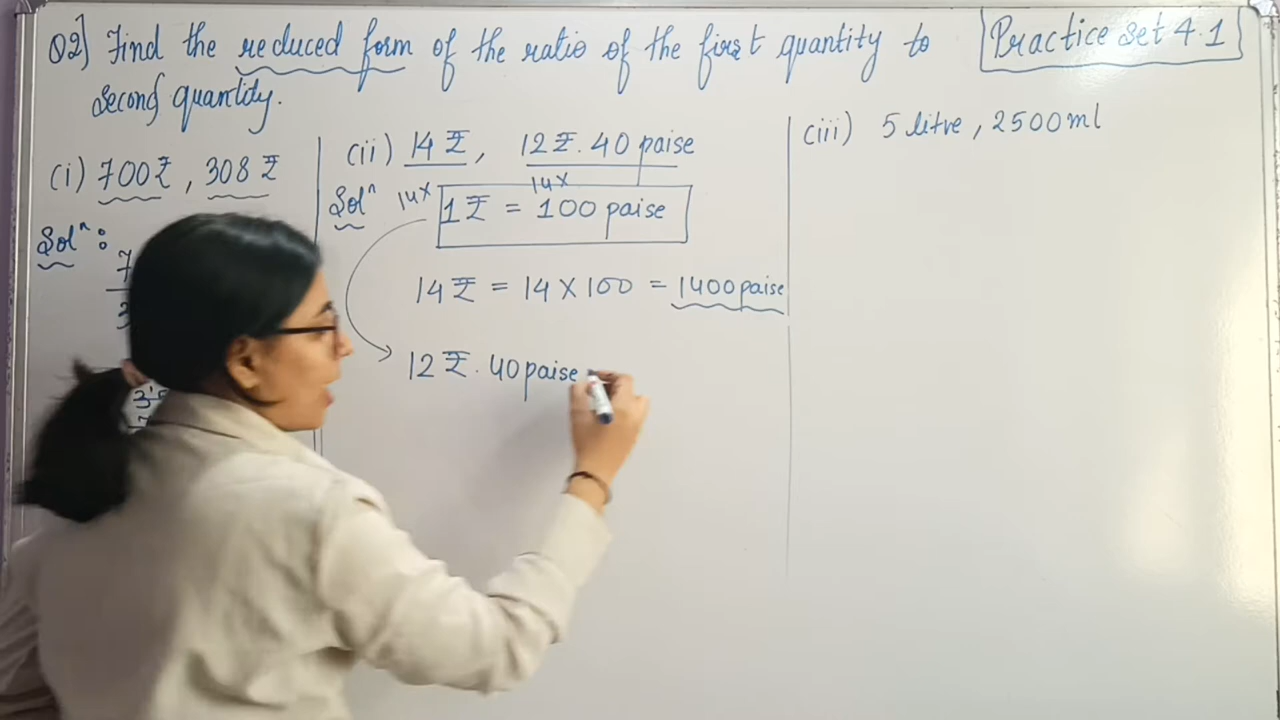 Q2] Find the reduced form of the ratio of the first quantity to
second quantity.
Practice Set 4.1
(i) 700₹, 308 ₹
Solⁿ:
7
3
(ii) 14 ₹, 12 ₹. 40 paise
Solⁿ 14x 14x
1₹ = 100 paise
14 ₹ = 14 X 100 = 1400 paise
12 ₹. 40 paise
(iii) 5 litre, 2500 ml